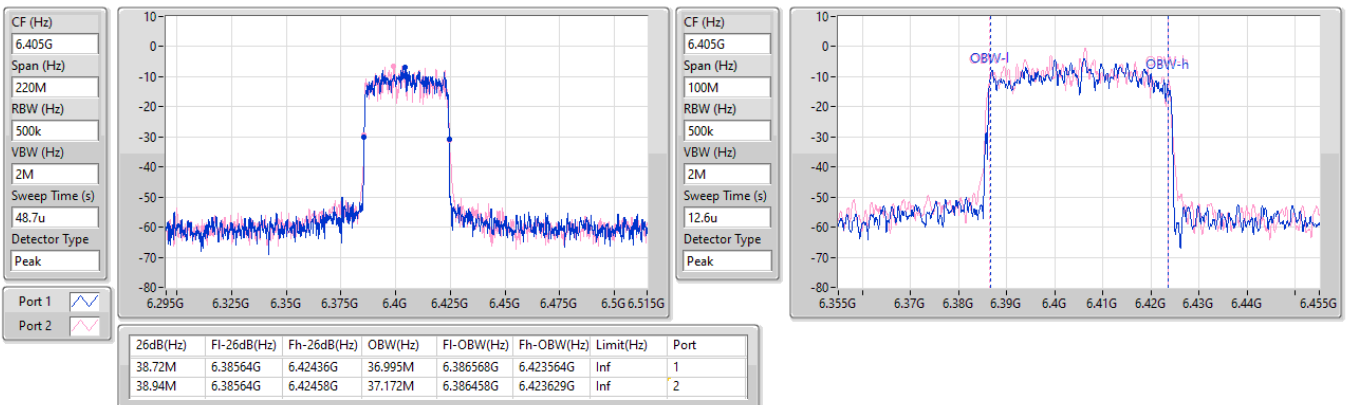 CF (Hz)
6.405G
Span (Hz)
220M
RBW (Hz)
500k
VBW (Hz)
2M
Sweep Time (s)
48.7u
Detector Type
Peak
Port 1
Port 2
10
0
-10
-20
-30
-40
-50
-60
-70
-80
6.295G 6.325G 6.35G 6.375G 6.4G 6.425G 6.45G 6.475G 6.5G 6.515G
CF (Hz)
6.405G
Span (Hz)
100M
RBW (Hz)
500k
VBW (Hz)
2M
Sweep Time (s)
12.6u
Detector Type
Peak
10
0
-10
-20
-30
-40
-50
-60
-70
-80
OBW-l
OBW-h
6.355G 6.37G 6.38G 6.39G 6.4G 6.41G 6.42G 6.43G 6.44G 6.455G
26dB(Hz) Fl-26dB(Hz) Fh-26dB(Hz) OBW(Hz) Fl-OBW(Hz) Fh-OBW(Hz) Limit(Hz) Port
38.72M 6.38564G 6.42436G 36.995M 6.386568G 6.423564G Inf 1
38.94M 6.38564G 6.42458G 37.172M 6.386458G 6.423629G Inf 2